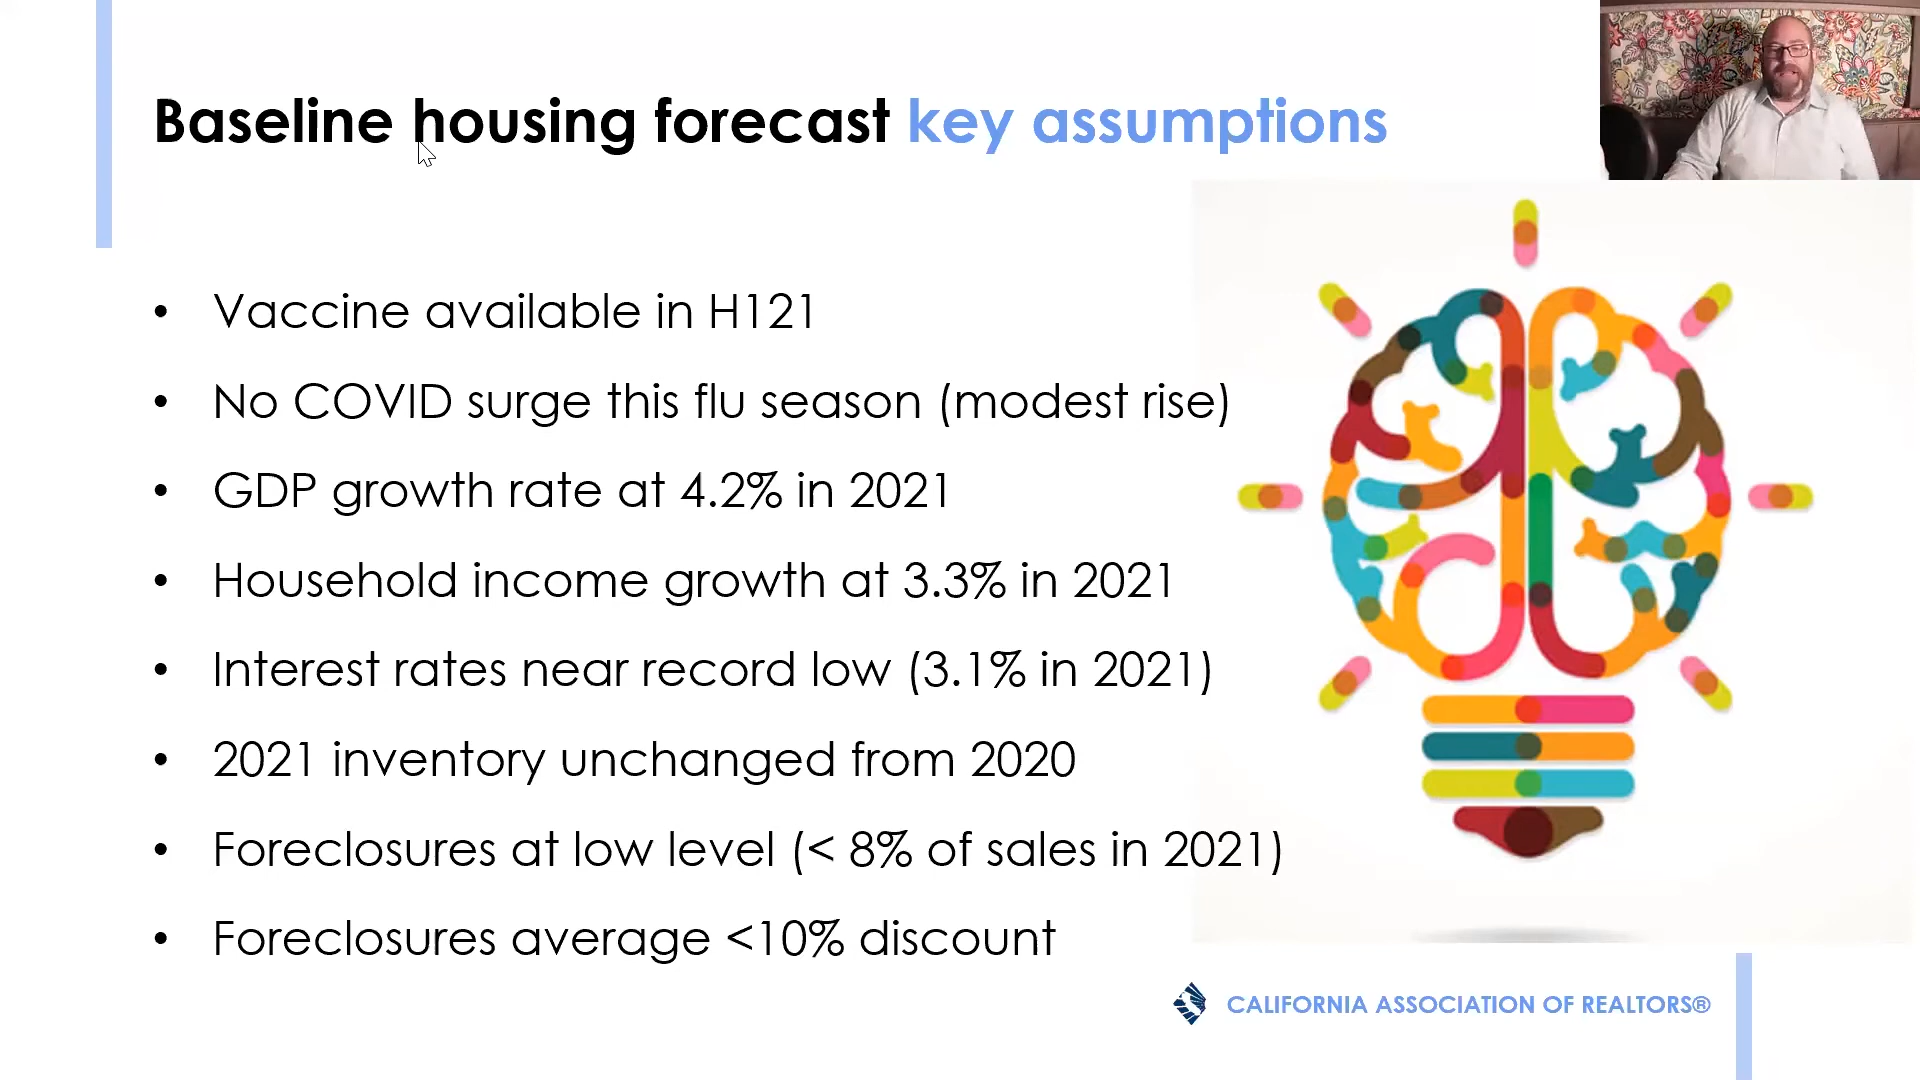 Baseline housing forecast key assumptions
• Vaccine available in H121
• No COVID surge this flu season (modest rise)
• GDP growth rate at 4.2% in 2021
• Household income growth at 3.3% in 2021
• Interest rates near record low (3.1% in 2021)
• 2021 inventory unchanged from 2020
• Foreclosures at low level (< 8% of sales in 2021)
• Foreclosures average <10% discount
CALIFORNIA ASSOCIATION OF REALTORS®